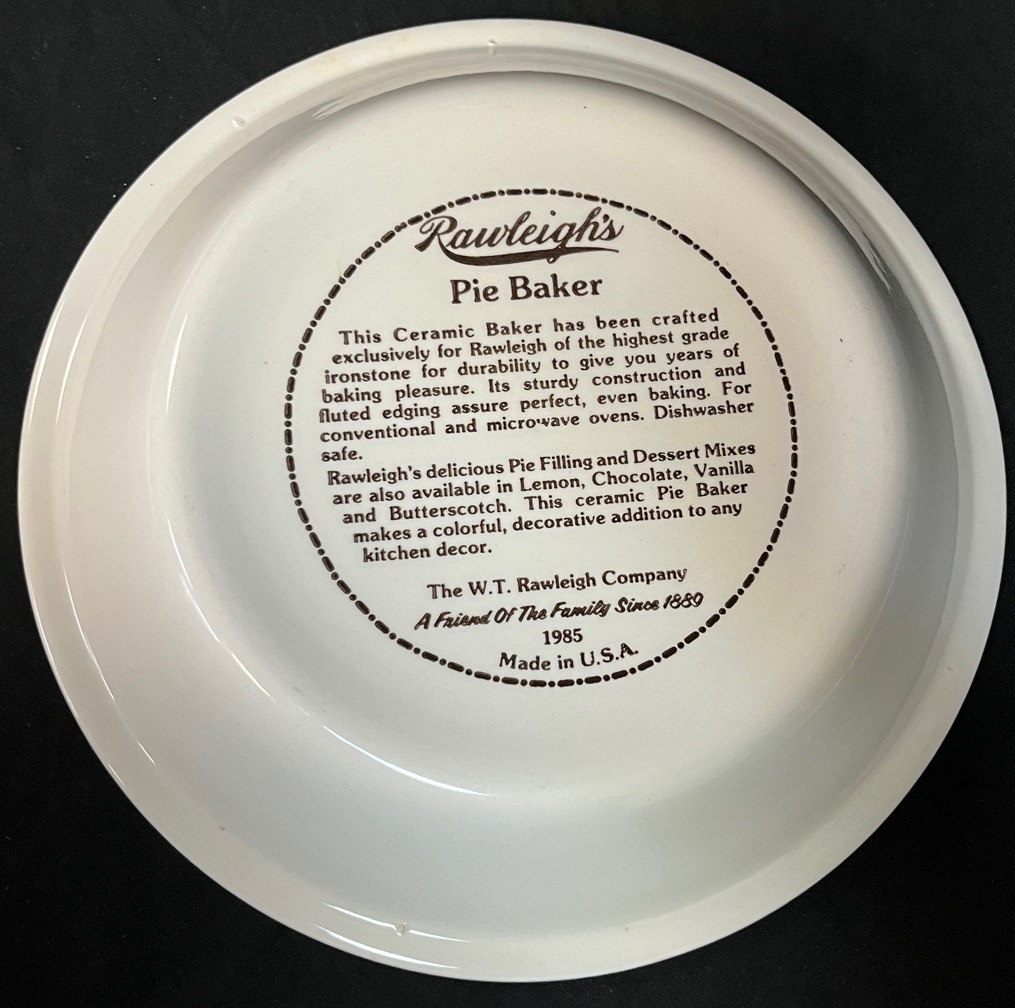 Rawleigh's
Pie Baker
This Ceramic Baker has been crafted
exclusively for Rawleigh of the highest grade
ironstone for durability to give you years of
baking pleasure. Its sturdy construction and
fluted edging assure perfect, even baking. For
conventional and microwave ovens. Dishwasher
safe.
Rawleigh's delicious Pie Filling and Dessert Mixes
are also available in Lemon, Chocolate, Vanilla
and Butterscotch. This ceramic Pie Baker
makes a colorful, decorative addition to any
kitchen decor.
The W.T. Rawleigh Company
A Friend Of The Family Since 1889
1985
Made in U.S.A.